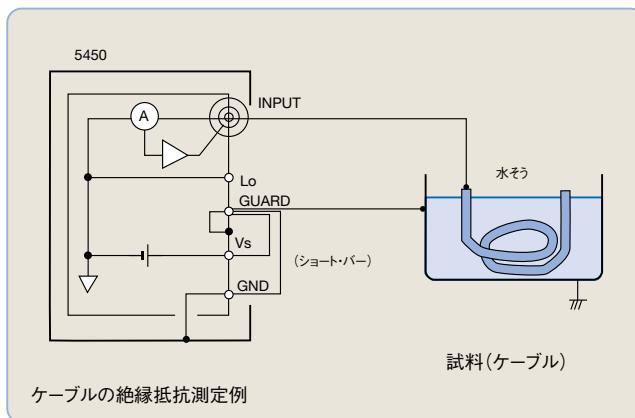 5450
INPUT
A
Lo
GUARD
Vs
(ショート・バー)
GND
水そう
試料(ケーブル)
ケーブルの絶縁抵抗測定例